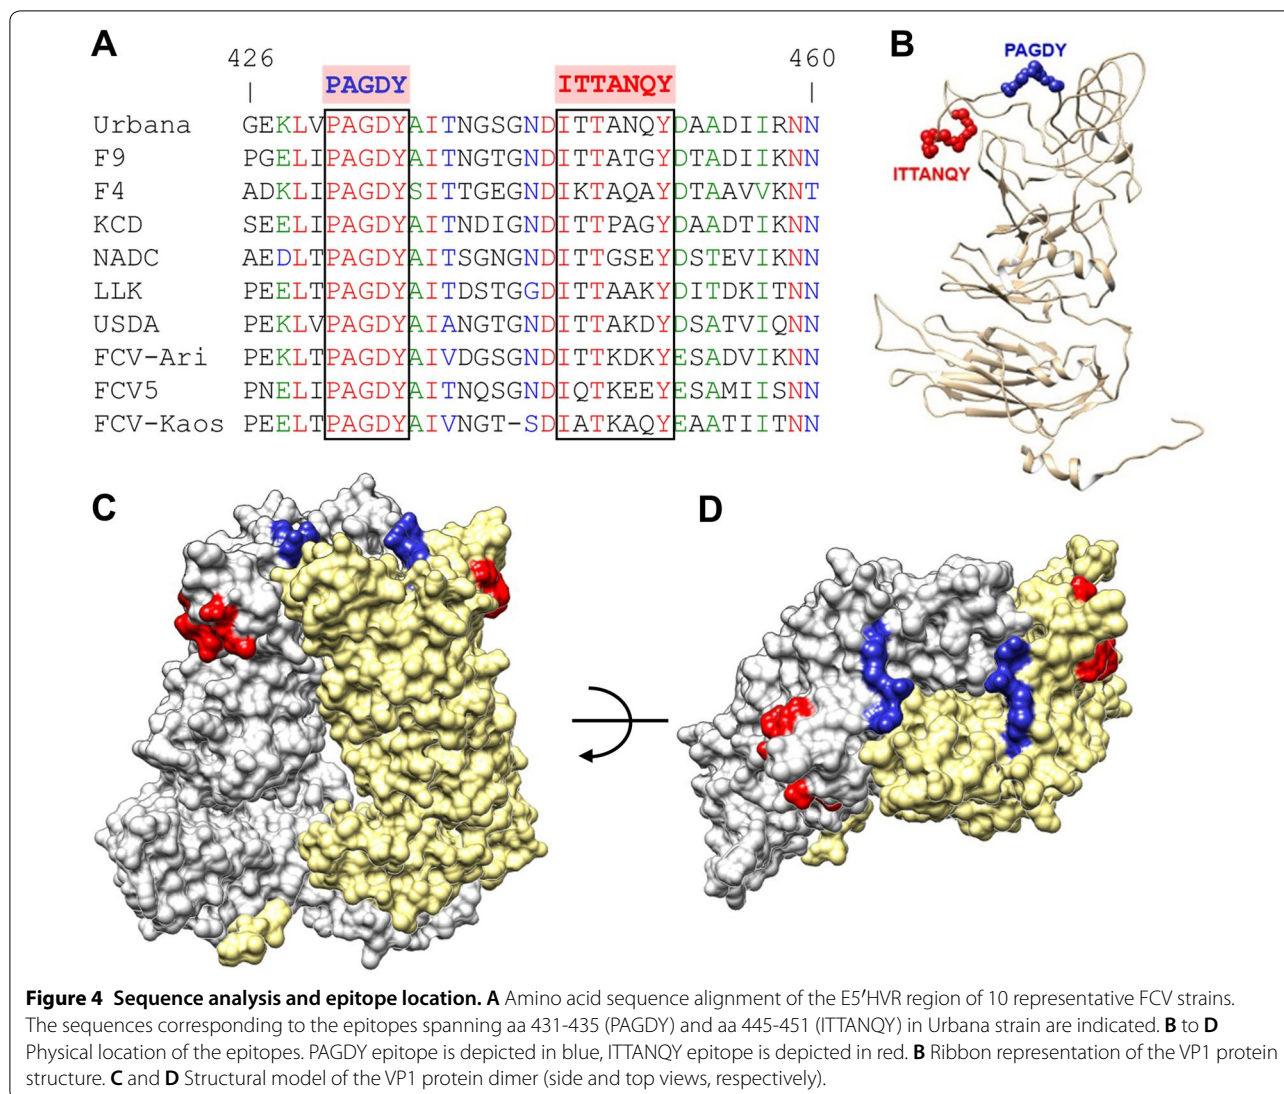 A
426 460
PAGDY ITTANQY
Urbana GEKLVPAGDYAITNGSGNDITTANQYDAADIIRNN
F9 PGELIPAGDYAITNGTGNDITTATGYDTADIIKNN
F4 ADKLIPAGDYSITTGEGNDIKTAQAYDTAAVVKNT
KCD SEELIPAGDYAITNDIGNDITTPAGYDAADTIKNN
NADC AEDLTPAGDYAITSGNGNDITTGSEYDSTEVIKNN
LLK PEELTPAGDYAITDSTGGDITTAAKYDITDKITNN
USDA PEKLVPAGDYAIANGTGNDITTAKDYDSATVIQNN
FCV-Ari PEKLTPAGDYAIVDGSGNDITTKDKYESADVIKNN
FCV5 PNELIPAGDYAITNQSGNDIQTKEEYESAMIISNN
FCV-Kaos PEELTPAGDYAIVNGT-SDIATKAQYEAATIITNN
B
PAGDY
ITTANQY
C
D
Figure 4 Sequence analysis and epitope location. A Amino acid sequence alignment of the E5′HVR region of 10 representative FCV strains.
The sequences corresponding to the epitopes spanning aa 431-435 (PAGDY) and aa 445-451 (ITTANQY) in Urbana strain are indicated. B to D
Physical location of the epitopes. PAGDY epitope is depicted in blue, ITTANQY epitope is depicted in red. B Ribbon representation of the VP1 protein
structure. C and D Structural model of the VP1 protein dimer (side and top views, respectively).